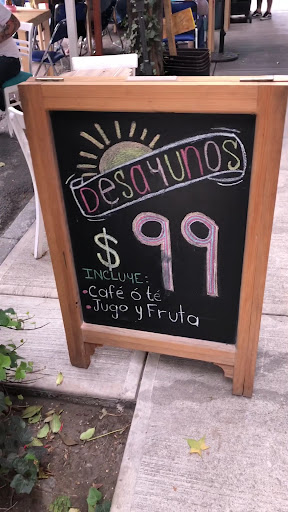 Desayunos
$99
INCLUYE:
•Café ó té
•Jugo y Fruta